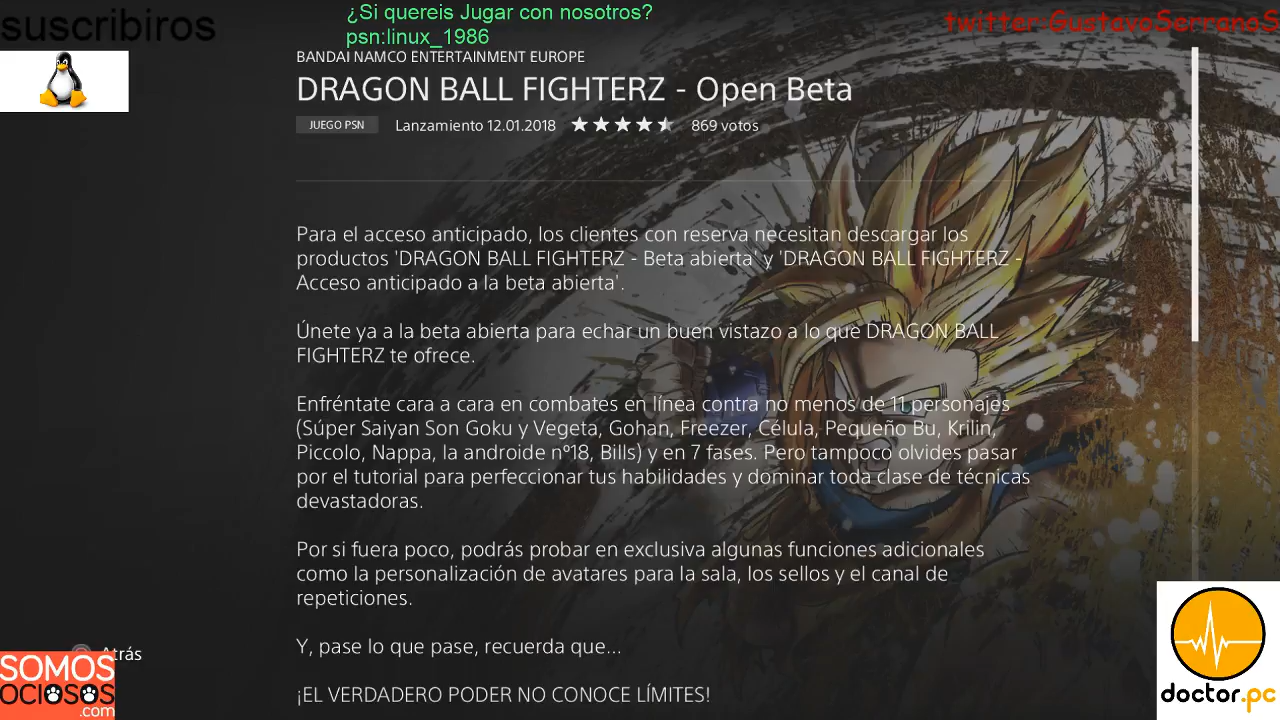 suscribiros
¿Si quereis Jugar con nosotros?
psn:linux_1986
twitter:GustavoSerranoS
BANDAI NAMCO ENTERTAINMENT EUROPE
DRAGON BALL FIGHTERZ - Open Beta
JUEGO PSN Lanzamiento 12.01.2018 869 votos
Para el acceso anticipado, los clientes con reserva necesitan descargar los
productos 'DRAGON BALL FIGHTERZ - Beta abierta' y 'DRAGON BALL FIGHTERZ -
Acceso anticipado a la beta abierta'.
Únete ya a la beta abierta para echar un buen vistazo a lo que DRAGON BALL
FIGHTERZ te ofrece.
Enfréntate cara a cara en combates en línea contra no menos de 11 personajes
(Súper Saiyan Son Goku y Vegeta, Gohan, Freezer, Célula, Pequeño Bu, Krilin,
Piccolo, Nappa, la androide nº18, Bills) y en 7 fases. Pero tampoco olvides pasar
por el tutorial para perfeccionar tus habilidades y dominar toda clase de técnicas
devastadoras.
Por si fuera poco, podrás probar en exclusiva algunas funciones adicionales
como la personalización de avatares para la sala, los sellos y el canal de
repeticiones.
Y, pase lo que pase, recuerda que...
¡EL VERDADERO PODER NO CONOCE LÍMITES!
Atrás
SOMOS
OCIOSOS
.com
doctor.pc